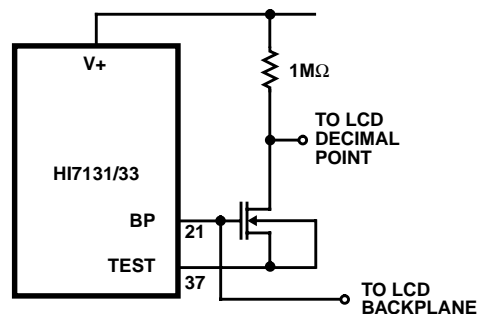 V+
1MΩ
TO LCD
DECIMAL
POINT
HI7131/33
BP
21
TEST
37
TO LCD
BACKPLANE